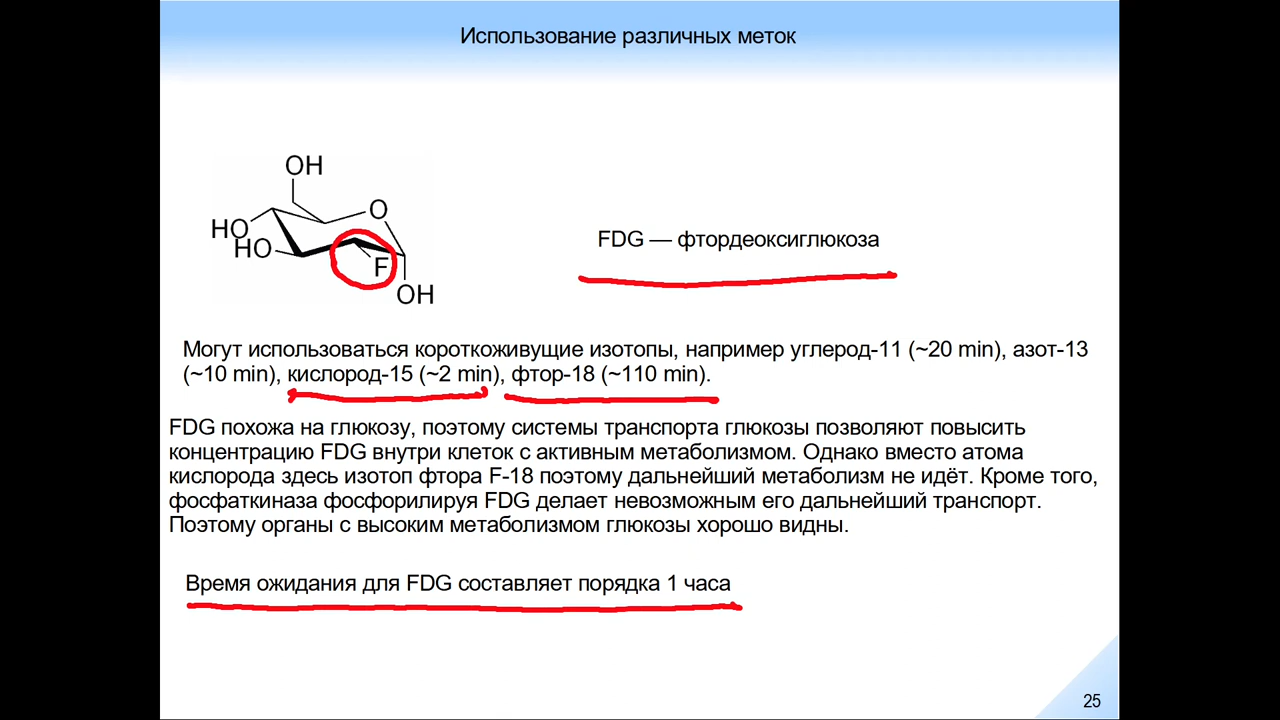 Использование различных меток
OH
O
HO
HO
F
OH
FDG — фтордеоксиглюкоза
Могут использоваться короткоживущие изотопы, например углерод-11 (~20 min), азот-13
(~10 min), кислород-15 (~2 min), фтор-18 (~110 min).
FDG похожа на глюкозу, поэтому системы транспорта глюкозы позволяют повысить
концентрацию FDG внутри клеток с активным метаболизмом. Однако вместо атома
кислорода здесь изотоп фтора F-18 поэтому дальнейший метаболизм не идёт. Кроме того,
фосфаткиназа фосфорилируя FDG делает невозможным его дальнейший транспорт.
Поэтому органы с высоким метаболизмом глюкозы хорошо видны.
Время ожидания для FDG составляет порядка 1 часа
25